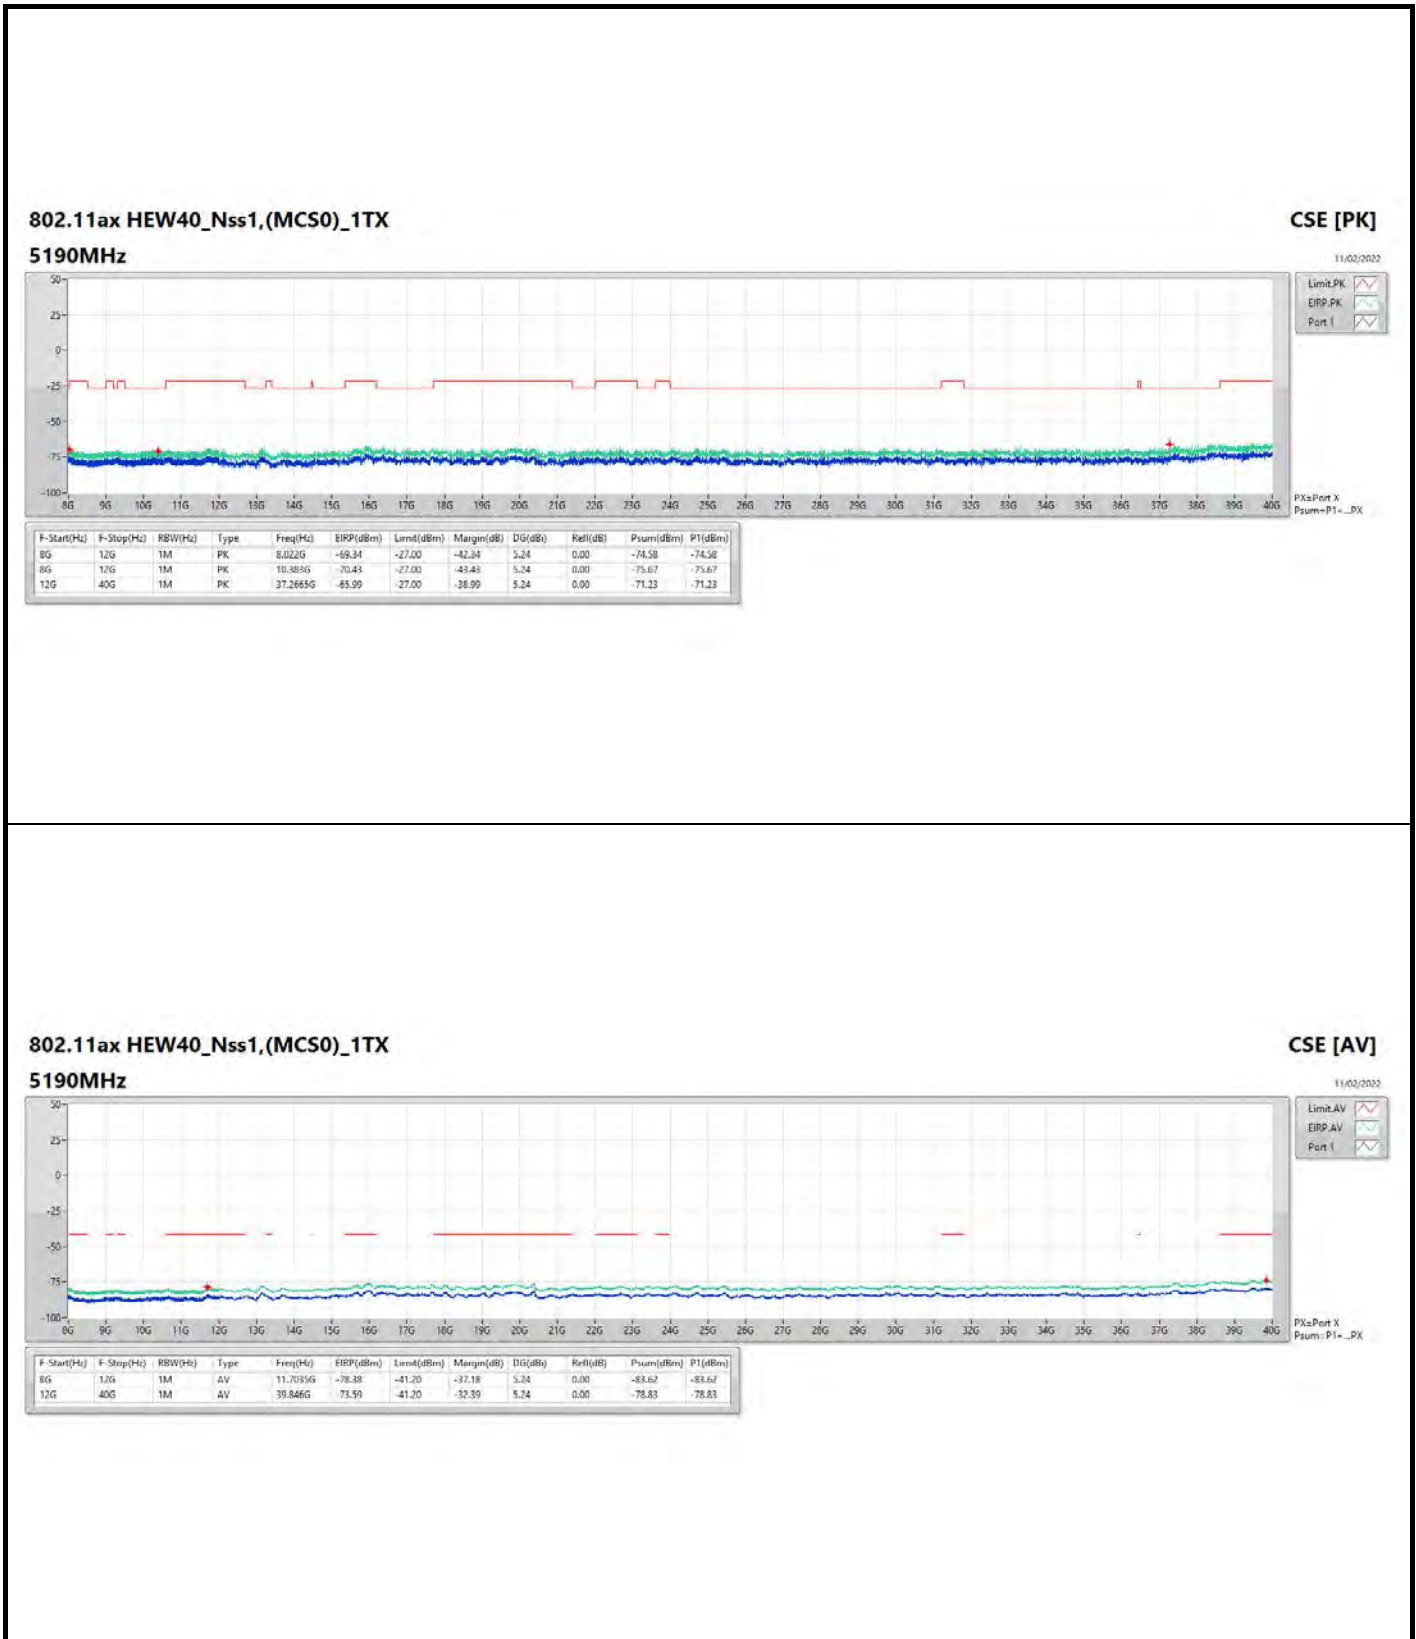 802.11ax HEW40_Nss1,(MCS0)_1TX
CSE [PK]
5190MHz
11/02/2022
50
25
0
-25
-50
-75
-100
8G 9G 10G 11G 12G 13G 14G 15G 16G 17G 18G 19G 20G 21G 22G 23G 24G 25G 26G 27G 28G 29G 30G 31G 32G 33G 34G 35G 36G 37G 38G 39G 40G
Limit.PK
EIRP.PK
Port 1
PX=Port X
Psum=P1+...PX
F-Start(Hz) F-Stop(Hz) RBW(Hz) Type Freq(Hz) EIRP(dBm) Limit(dBm) Margin(dB) DG(dBi) Refl(dB) Psum(dBm) P1(dBm)
8G 12G 1M PK 8.022G -69.34 -27.00 -42.34 5.24 0.00 -74.58 -74.58
8G 12G 1M PK 10.383G -70.43 -27.00 -43.43 5.24 0.00 -75.67 -75.67
12G 40G 1M PK 37.2665G -65.99 -27.00 -38.99 5.24 0.00 -71.23 -71.23
802.11ax HEW40_Nss1,(MCS0)_1TX
CSE [AV]
5190MHz
11/02/2022
50
25
0
-25
-50
-75
-100
8G 9G 10G 11G 12G 13G 14G 15G 16G 17G 18G 19G 20G 21G 22G 23G 24G 25G 26G 27G 28G 29G 30G 31G 32G 33G 34G 35G 36G 37G 38G 39G 40G
Limit.AV
EIRP.AV
Port 1
PX=Port X
Psum=P1+...PX
F-Start(Hz) F-Stop(Hz) RBW(Hz) Type Freq(Hz) EIRP(dBm) Limit(dBm) Margin(dB) DG(dBi) Refl(dB) Psum(dBm) P1(dBm)
8G 12G 1M AV 11.7035G -78.38 -41.20 -37.18 5.24 0.00 -83.62 -83.62
12G 40G 1M AV 39.846G -73.59 -41.20 -32.39 5.24 0.00 -78.83 -78.83